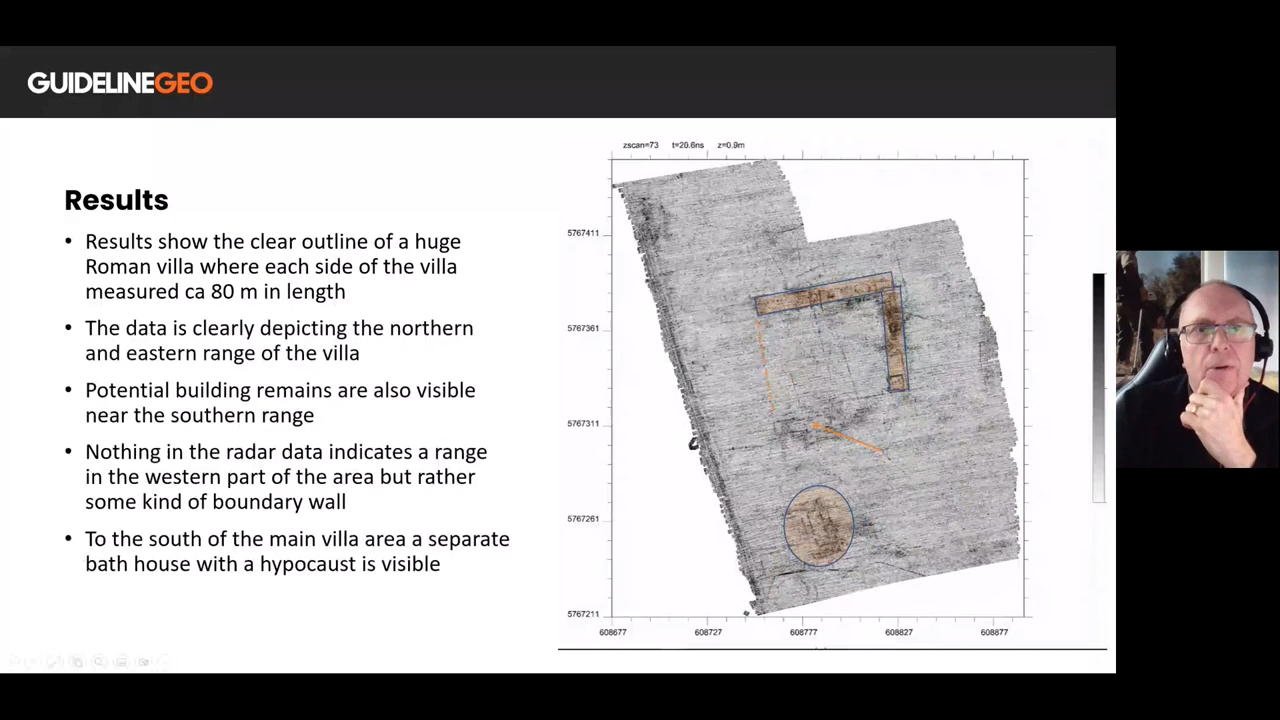 GUIDELINEGEO
Results
• Results show the clear outline of a huge
Roman villa where each side of the villa
measured ca 80 m in length
• The data is clearly depicting the northern
and eastern range of the villa
• Potential building remains are also visible
near the southern range
• Nothing in the radar data indicates a range
in the western part of the area but rather
some kind of boundary wall
• To the south of the main villa area a separate
bath house with a hypocaust is visible
zscan=73 t=20.6ns z=0.9m
5767411
5767361
5767311
5767261
5767211
608677 608727 608777 608827 608877